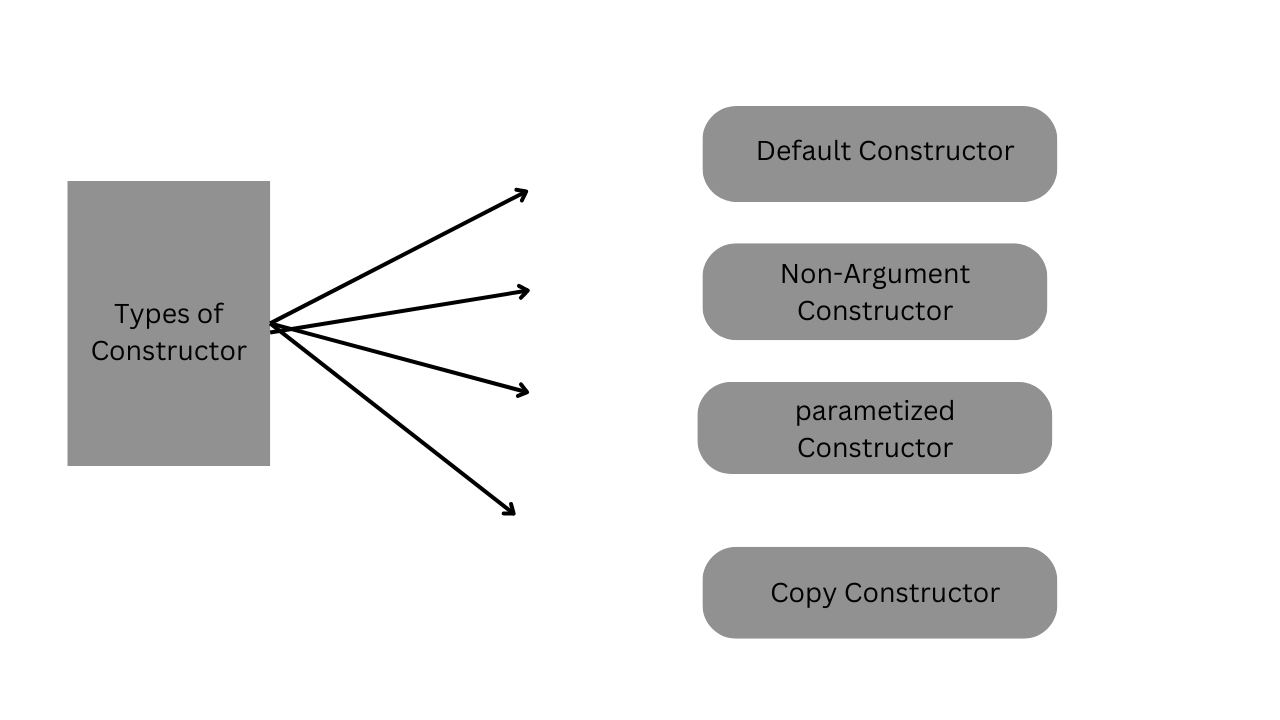 Types of
Constructor
Default Constructor
Non-Argument
Constructor
parametized
Constructor
Copy Constructor